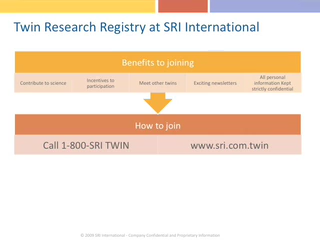 Twin Research Registry at SRI International
Benefits to joining
Contribute to science
Incentives to
participation
Meet other twins
Exciting newsletters
All personal
information kept
strictly confidential
How to join
Call 1-800-SRI TWIN
www.sri.com.twin
© 2009 SRI International - Company Confidential and Proprietary Information